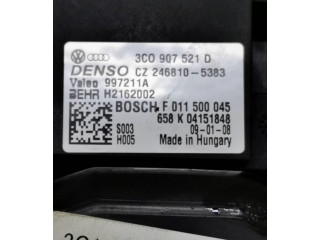 3C0 907 521 D
DENSO CZ 246810-5383
Valeo 997211A
BEHR H2162002
BOSCH F 011 500 045
658 K 04151848
S003 09-01-08
H005 Made in Hungary